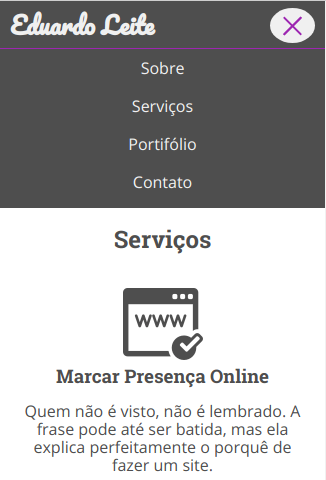 Eduardo Leite
Sobre
Serviços
Portifólio
Contato
Serviços
WWW
Marcar Presença Online
Quem não é visto, não é lembrado. A
frase pode até ser batida, mas ela
explica perfeitamente o porquê de
fazer um site.